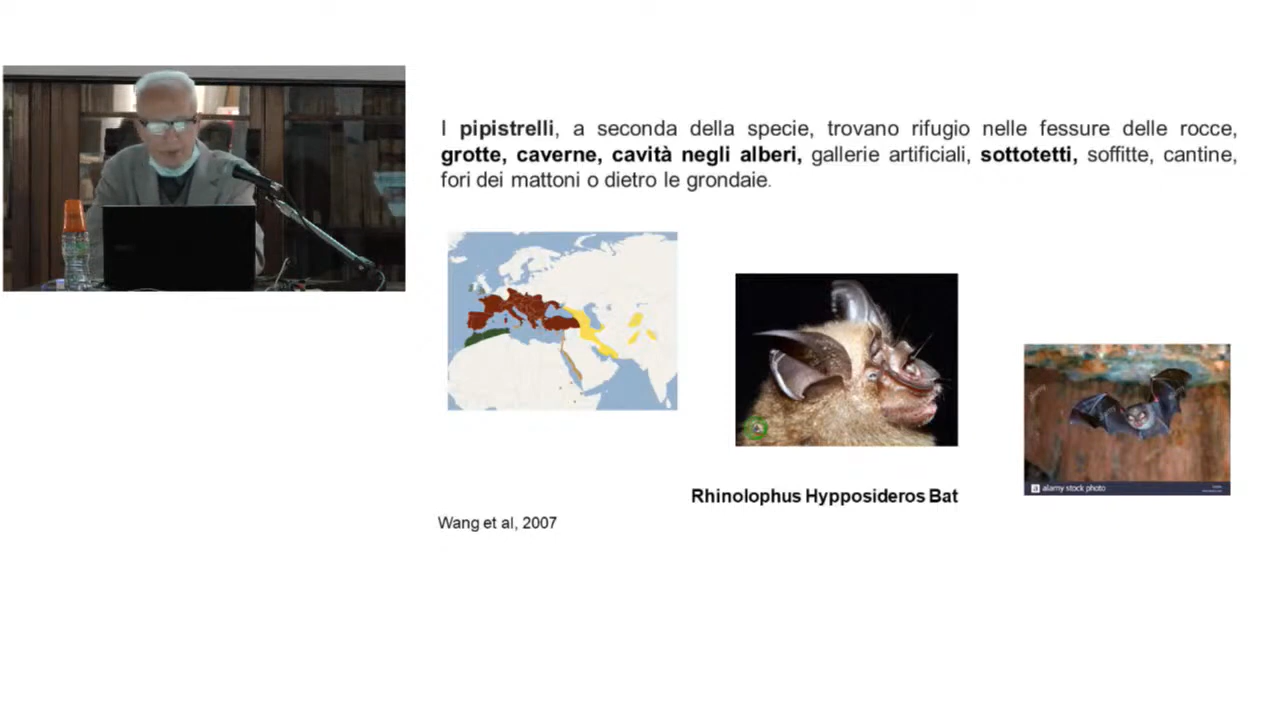 I pipistrelli, a seconda della specie, trovano rifugio nelle fessure delle rocce,
grotte, caverne, cavità negli alberi, gallerie artificiali, sottotetti, soffitte, cantine,
fori dei mattoni o dietro le grondaie.
a alamy stock photo
Rhinolophus Hypposideros Bat
Wang et al, 2007